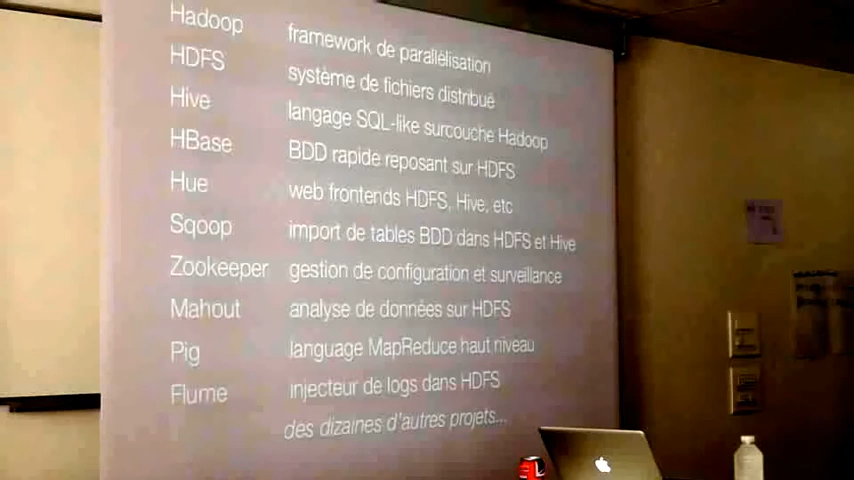 Hadoop framework de parallélisation
HDFS système de fichiers distribué
Hive langage SQL-like surcouche Hadoop
HBase BDD rapide reposant sur HDFS
Hue web frontends HDFS, Hive, etc
Sqoop import de tables BDD dans HDFS et Hive
Zookeeper gestion de configuration et surveillance
Mahout analyse de données sur HDFS
Pig language MapReduce haut niveau
Flume injecteur de logs dans HDFS
des dizaines d'autres projets...